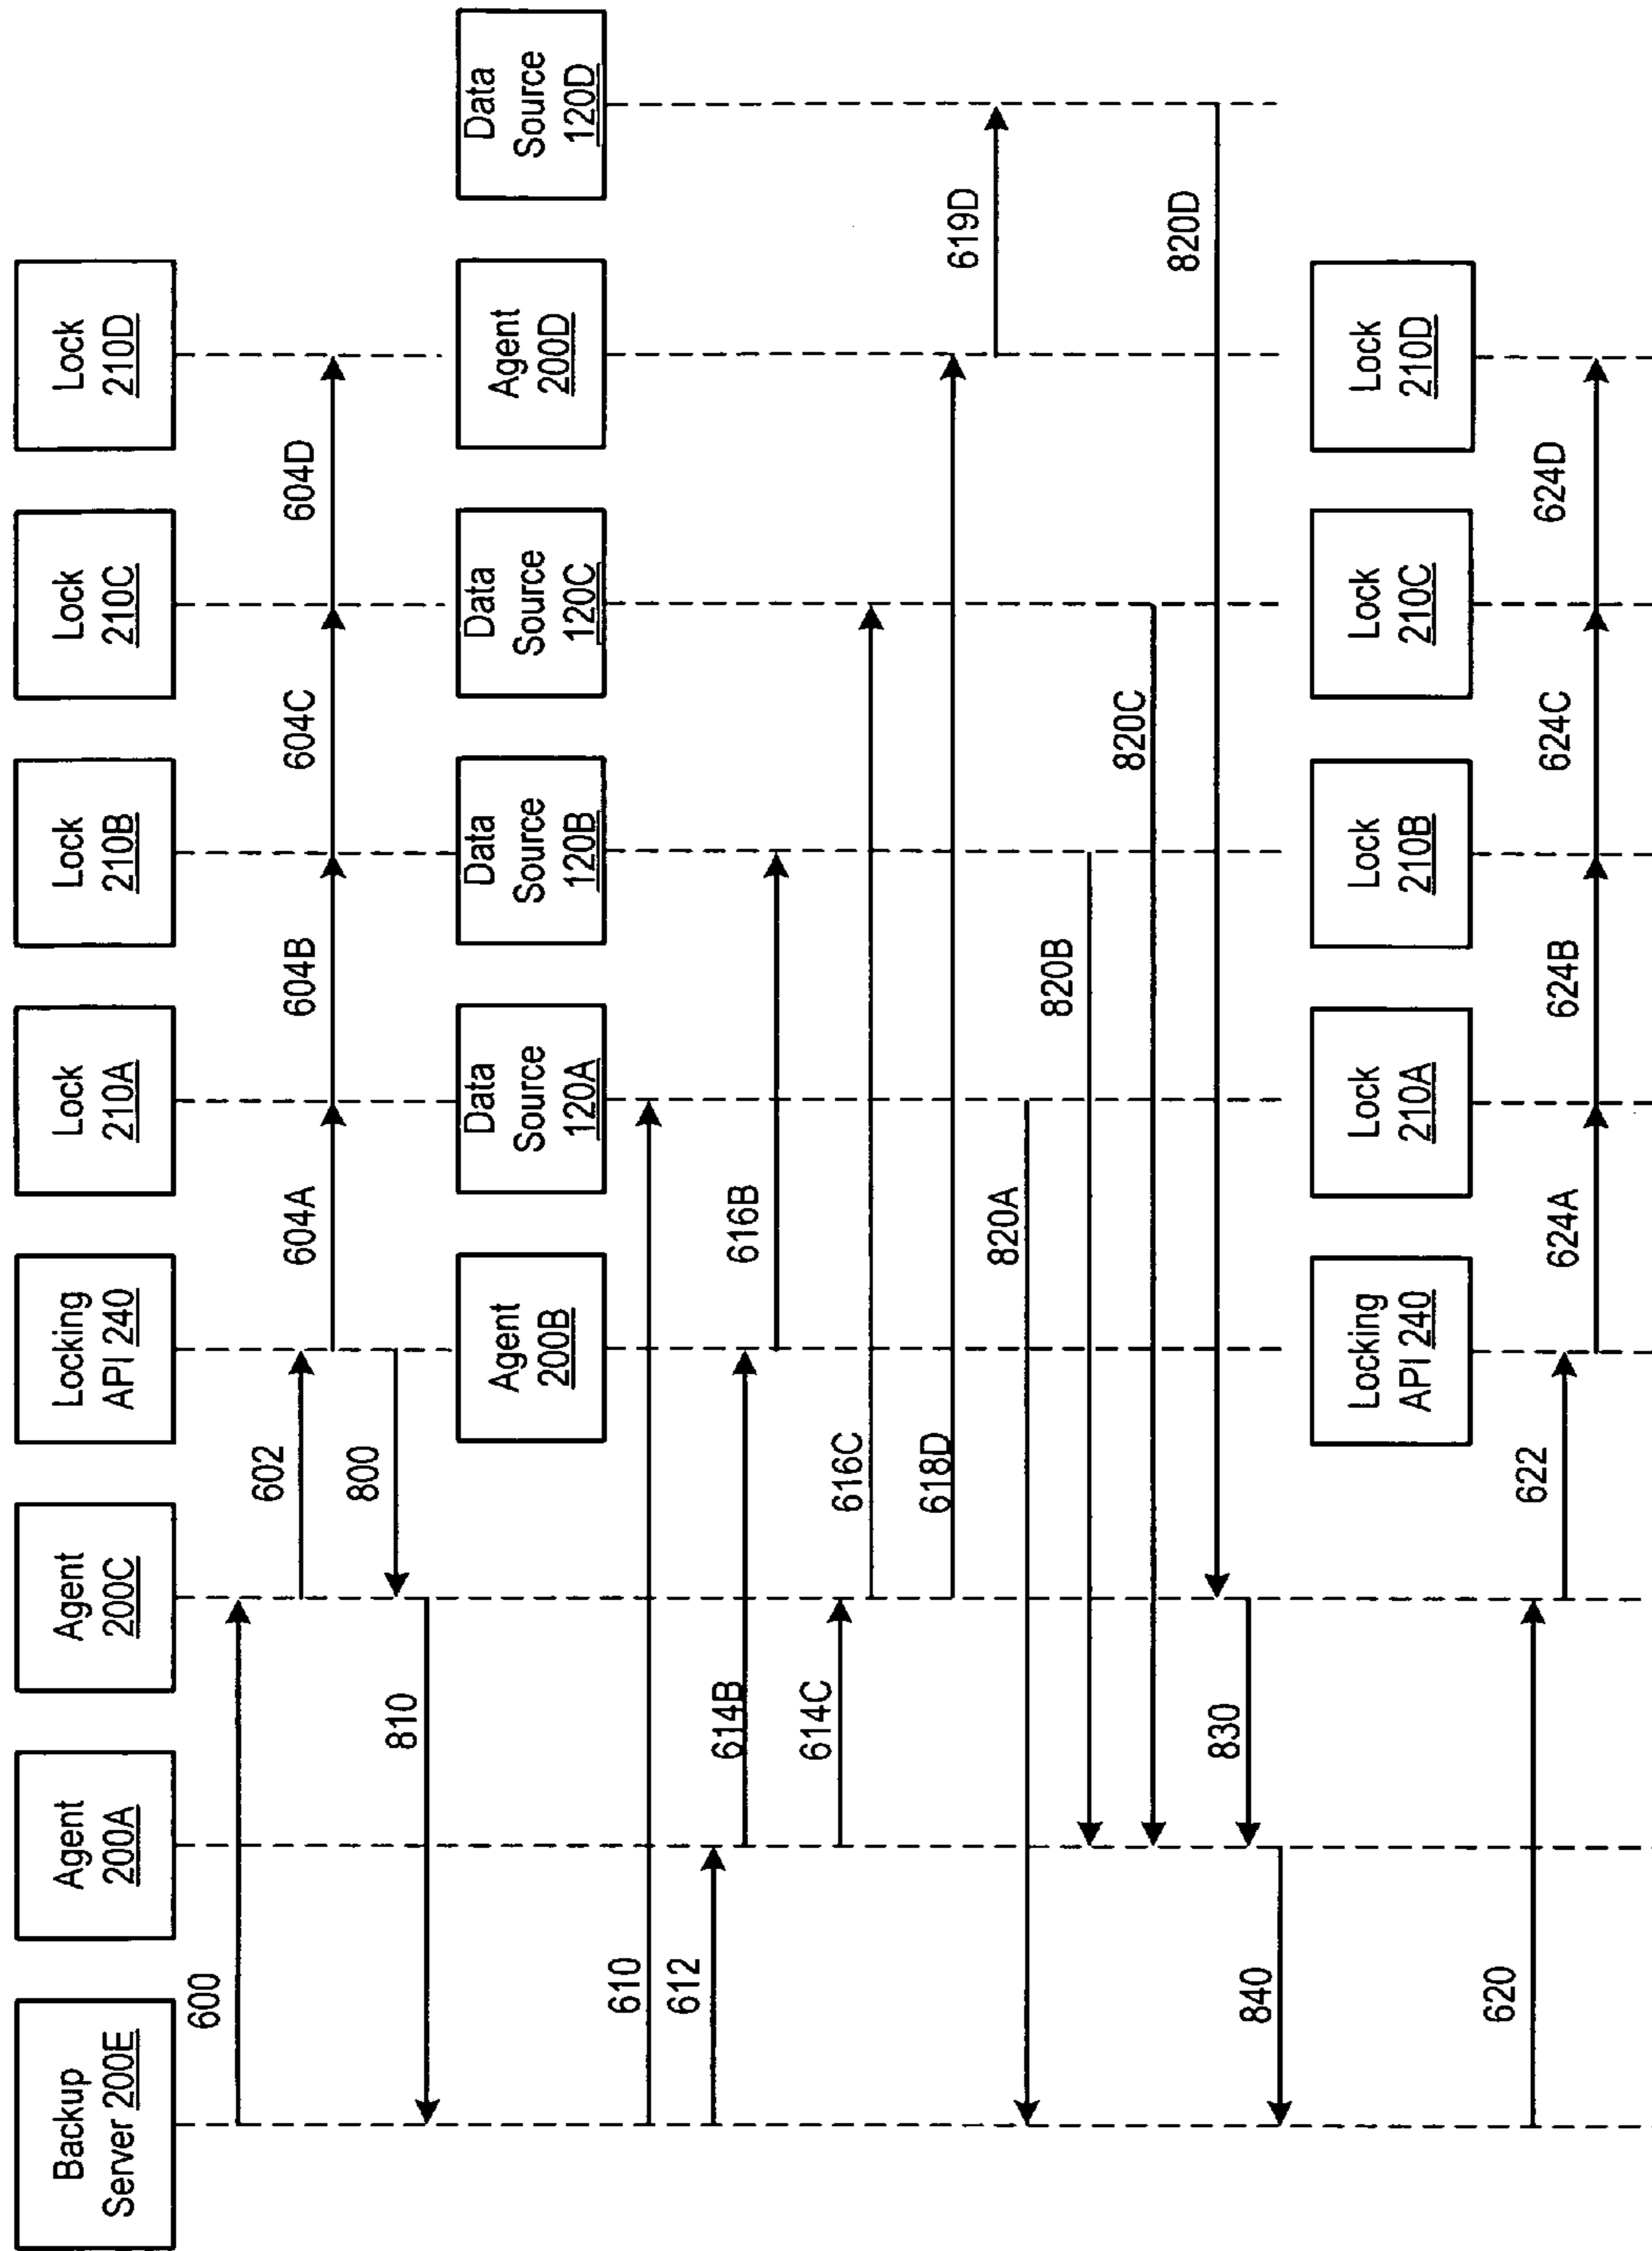 Backup
Server 200E
Agent
200A
Agent
200C
Locking
API 240
Lock
210A
Lock
210B
Lock
210C
Lock
210D
600
602
604A
604B
604C
604D
800
810
Agent
200B
Data
Source
120A
Data
Source
120B
Data
Source
120C
Agent
200D
Data
Source
120D
610
612
614B
616B
614C
616C
618D
619D
820A
820B
820C
820D
830
840
Locking
API 240
Lock
210A
Lock
210B
Lock
210C
Lock
210D
620
622
624A
624B
624C
624D